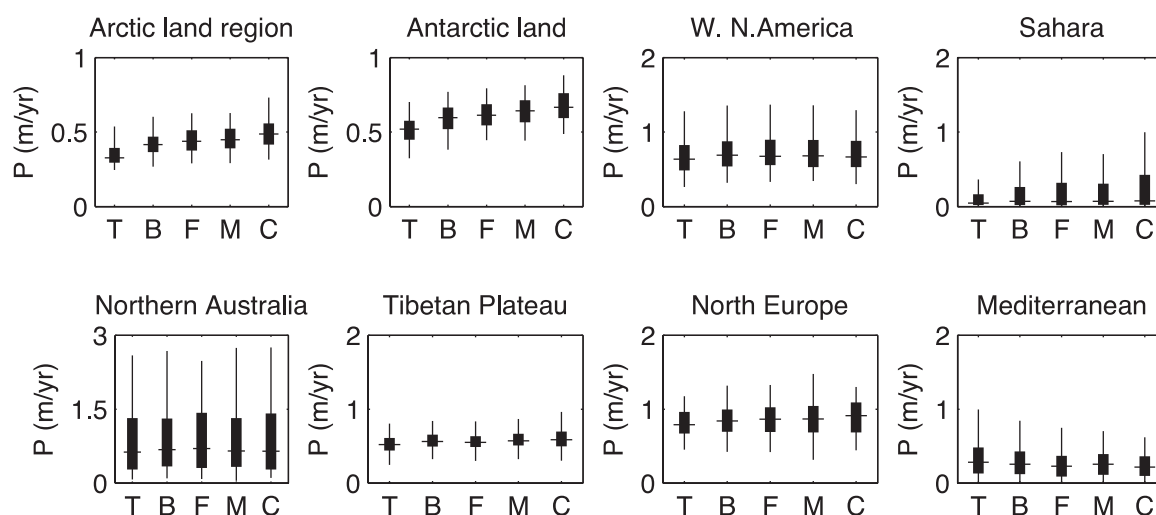 Arctic land region
Antarctic land
W. N.America
Sahara
P (m/yr)
1
0.5
0
T B F M C
P (m/yr)
1
0.5
0
T B F M C
P (m/yr)
2
1
0
T B F M C
P (m/yr)
2
1
0
T B F M C
Northern Australia
Tibetan Plateau
North Europe
Mediterranean
P (m/yr)
3
1.5
0
T B F M C
P (m/yr)
2
1
0
T B F M C
P (m/yr)
2
1
0
T B F M C
P (m/yr)
2
1
0
T B F M C